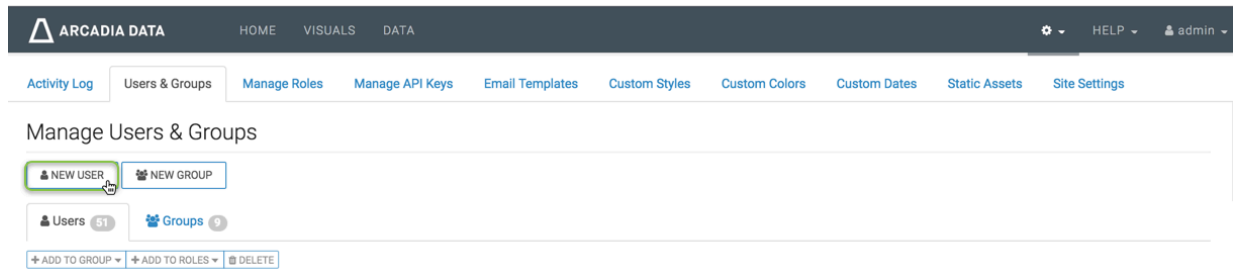 ARCADIA DATA HOME VISUALS DATA HELP admin
Activity Log Users & Groups Manage Roles Manage API Keys Email Templates Custom Styles Custom Colors Custom Dates Static Assets Site Settings
Manage Users & Groups
NEW USER NEW GROUP
Users 51 Groups 9
+ ADD TO GROUP + ADD TO ROLES DELETE